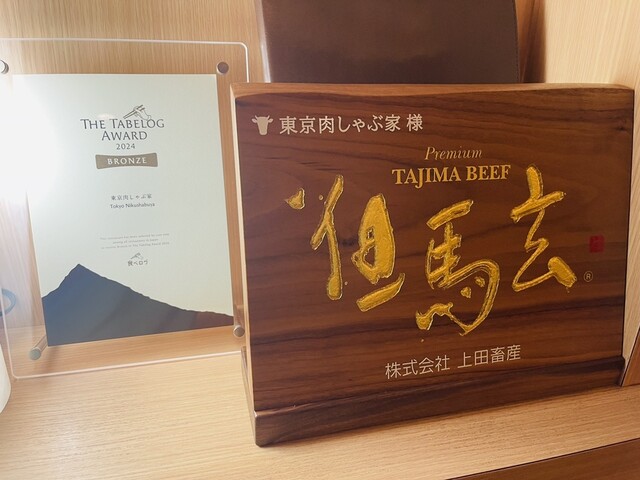 THE TABELOG
AWARD
2024
BRONZE
東京肉しゃぶ家
Tokyo Nikushabuya
食べログ
東京肉しゃぶ家 様
Premium
TAJIMA BEEF
但馬玄
®
株式会社 上田畜産